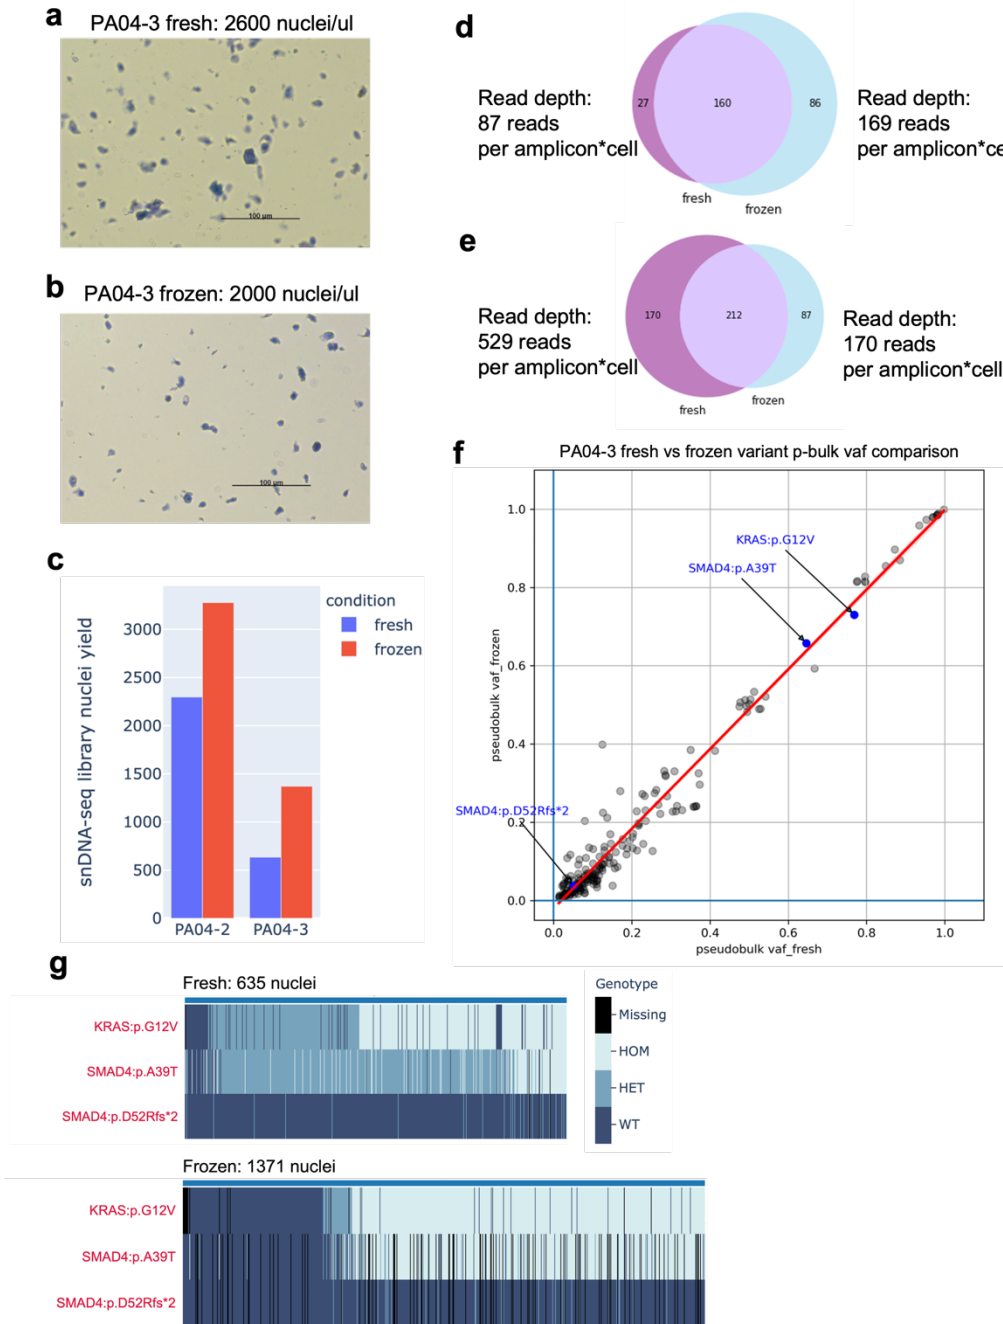 a
PA04-3 fresh: 2600 nuclei/ul
100 µm
b
PA04-3 frozen: 2000 nuclei/ul
100 µm
c
snDNA-seq library nuclei yield
3000
2500
2000
1500
1000
500
0
PA04-2
PA04-3
condition
fresh
frozen
d
Read depth:
87 reads
per amplicon*cell
27
160
86
fresh
frozen
Read depth:
169 reads
per amplicon*ce
e
Read depth:
529 reads
per amplicon*cell
170
212
87
fresh
frozen
Read depth:
170 reads
per amplicon*cell
f
PA04-3 fresh vs frozen variant p-bulk vaf comparison
pseudobulk vaf_frozen
1.0
0.8
0.6
0.4
0.2
0.0
KRAS:p.G12V
SMAD4:p.A39T
SMAD4:p.D52Rfs*2
0.0 0.2 0.4 0.6 0.8 1.0
pseudobulk vaf_fresh
g
Fresh: 635 nuclei
KRAS:p.G12V
SMAD4:p.A39T
SMAD4:p.D52Rfs*2
Genotype
Missing
HOM
HET
WT
Frozen: 1371 nuclei
KRAS:p.G12V
SMAD4:p.A39T
SMAD4:p.D52Rfs*2